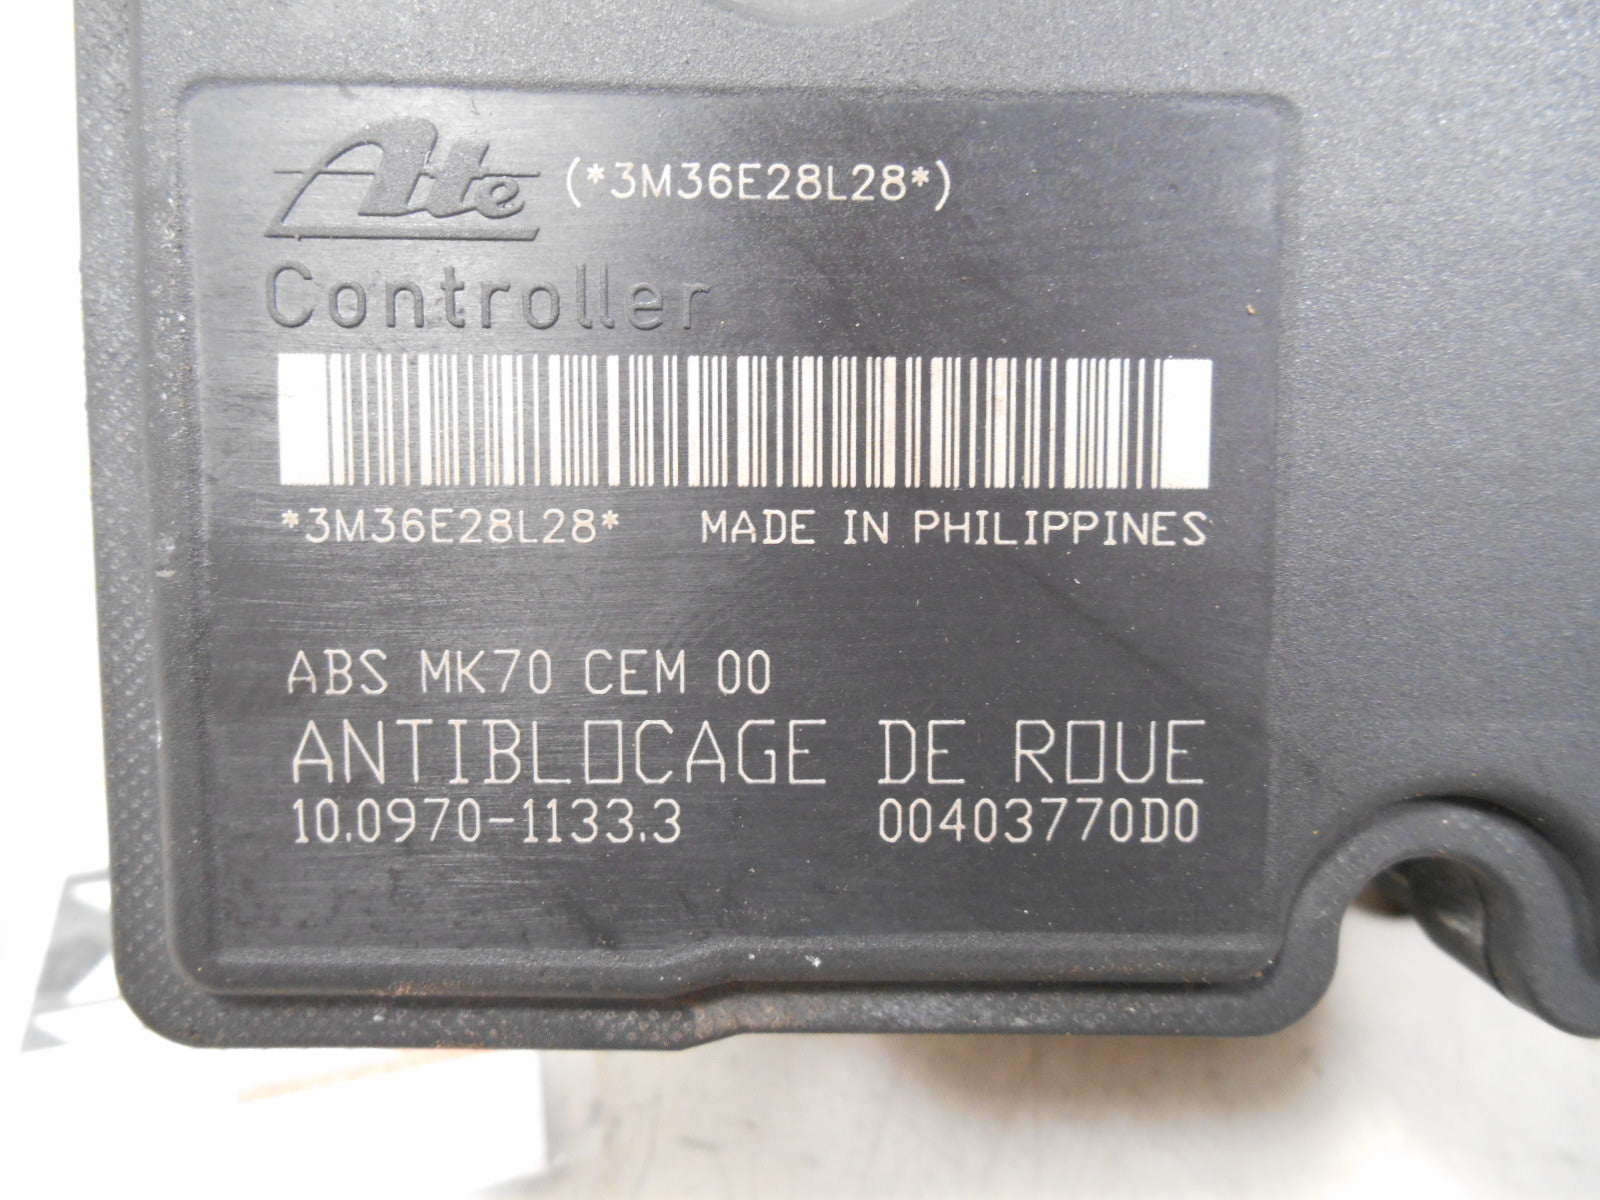 Ate (*3M36E28L28*)
Controller
*3M36E28L28* MADE IN PHILIPPINES
ABS MK70 CEM 00
ANTIBLOCAGE DE ROUE
10.0970-1133.3 00403770D0